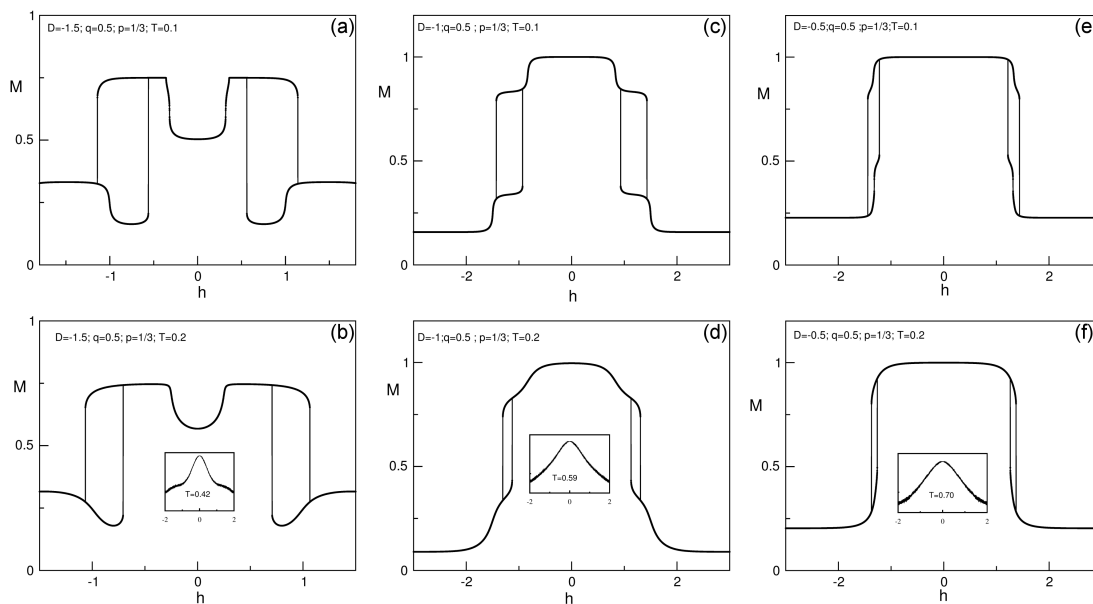 1
D=-1.5; q=0.5; p=1/3; T=0.1
(a)
M
0.5
0
-1
0
1
h
D=-1;q=0.5 ; p=1/3;T=0.1
(c)
1
M
0.5
0
-2
0
2
h
D=-0.5;q=0.5 ;p=1/3;T=0.1
(e)
1
M
0.5
0
-2
0
2
h
1
D=-1.5; q=0.5; p=1/3; T=0.2
(b)
M
0.5
0
T=0.42
-2
0
2
-1
0
1
h
D=-1;q=0.5 ; p=1/3; T=0.2
(d)
1
M
0.5
0
T=0.59
-2
0
2
-2
0
2
h
D=-0.5; q=0.5; p=1/3; T=0.2
(f)
1
M
0.5
0
T=0.70
-2
0
2
-2
0
2
h